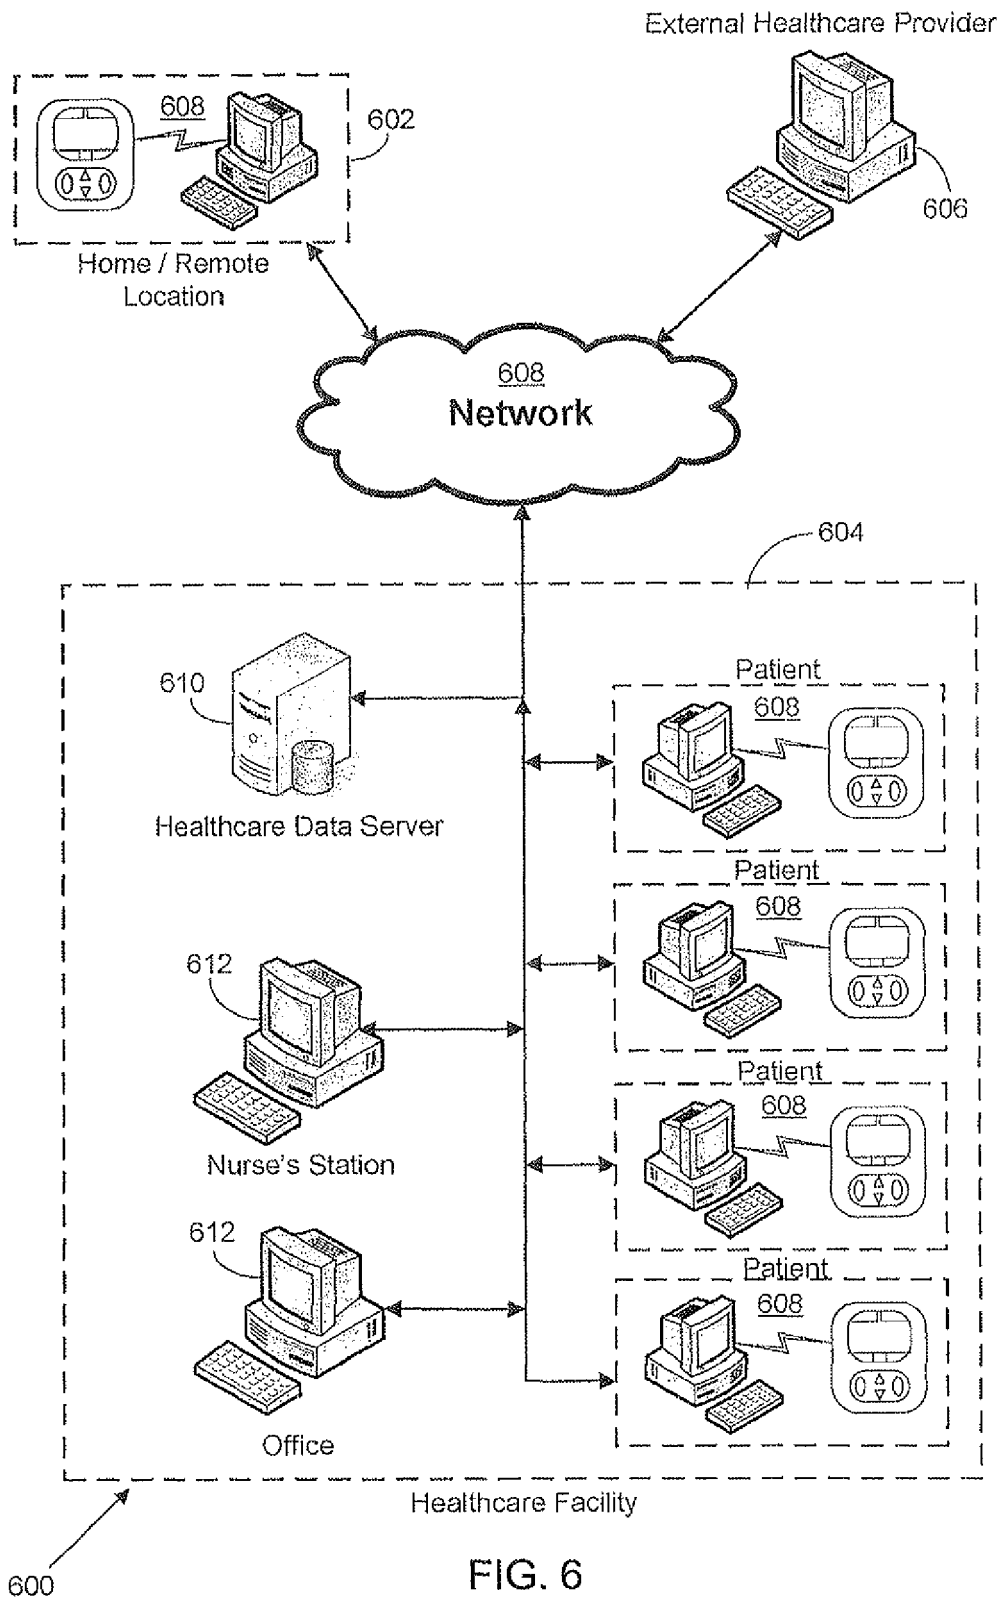 External Healthcare Provider
608
602
606
Home / Remote
Location
608
Network
604
610
Patient
608
Healthcare Data Server
Patient
608
612
Patient
608
Nurse's Station
612
Patient
608
Office
Healthcare Facility
600
FIG. 6